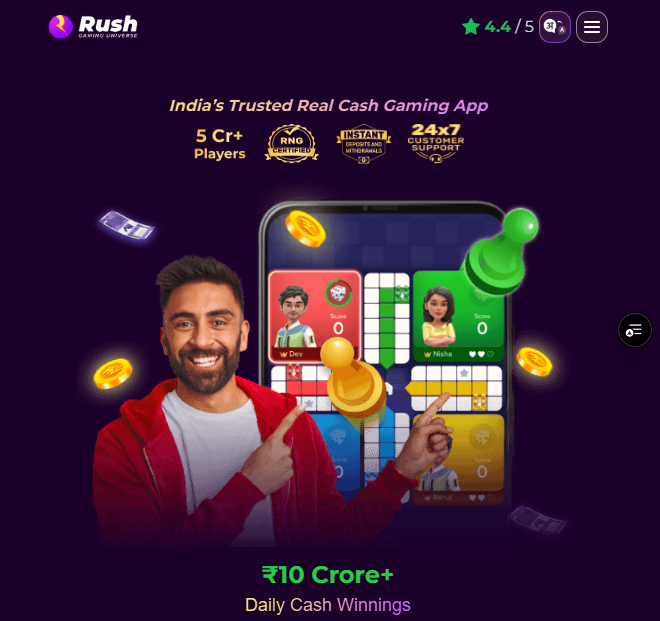 Rush
GAMING UNIVERSE
4.4 / 5
अ
A
India's Trusted Real Cash Gaming App
5 Cr+
Players
RNG
CERTIFIED
INSTANT
DEPOSITS AND
WITHDRAWALS
24x7
CUSTOMER
SUPPORT
Score
0
Score
0
Dev
Nisha
0
Score
0
Rahul
₹10 Crore+
Daily Cash Winnings